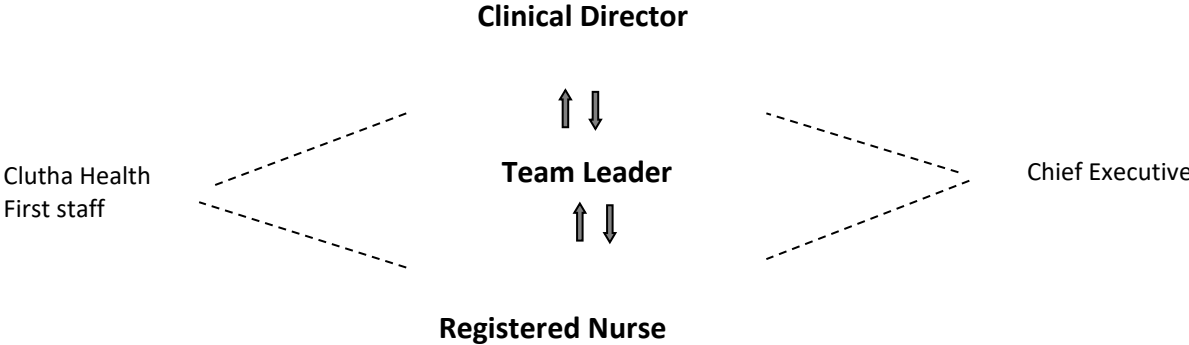 Clinical Director
Clutha Health
First staff
Team Leader
Chief Executive
Registered Nurse